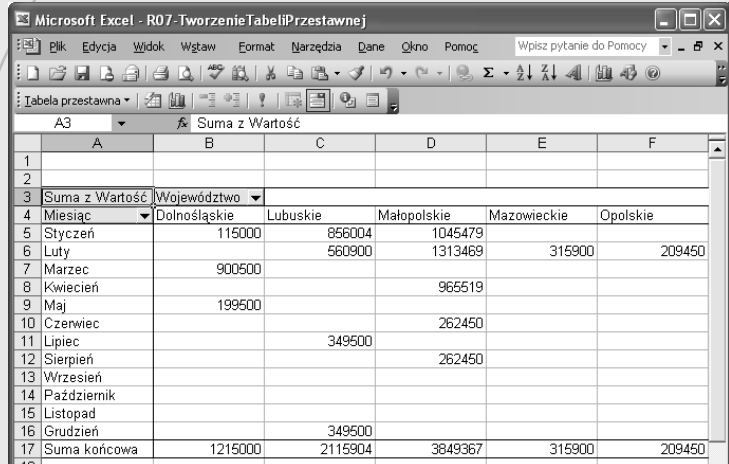 Microsoft Excel - R07-TworzenieTabeliPrzestawnej
Plik Edycja Widok Wstaw Format Narzędzia Dane Okno Pomoc Wpisz pytanie do Pomocy
Tabela przestawna
A3 fx Suma z Wartość
A B C D E F
1
2
3 Suma z Wartość Województwo
4 Miesiąc Dolnośląskie Lubuskie Małopolskie Mazowieckie Opolskie
5 Styczeń 115000 856004 1045479
6 Luty 560900 1313469 315900 209450
7 Marzec 900500
8 Kwiecień 965519
9 Maj 199500
10 Czerwiec 262450
11 Lipiec 349500
12 Sierpień 262450
13 Wrzesień
14 Październik
15 Listopad
16 Grudzień 349500
17 Suma końcowa 1215000 2115904 3849367 315900 209450